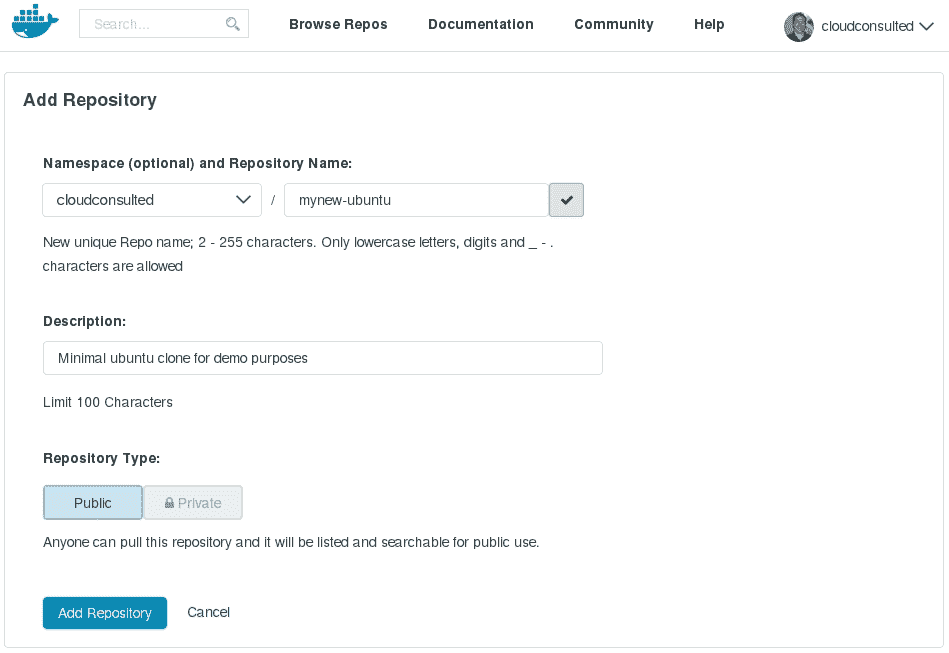 Search...
Browse Repos
Documentation
Community
Help
cloudconsulted
Add Repository
Namespace (optional) and Repository Name:
cloudconsulted / mynew-ubuntu
New unique Repo name; 2 - 255 characters. Only lowercase letters, digits and _ - .
characters are allowed
Description:
Minimal ubuntu clone for demo purposes
Limit 100 Characters
Repository Type:
Public
Private
Anyone can pull this repository and it will be listed and searchable for public use.
Add Repository
Cancel